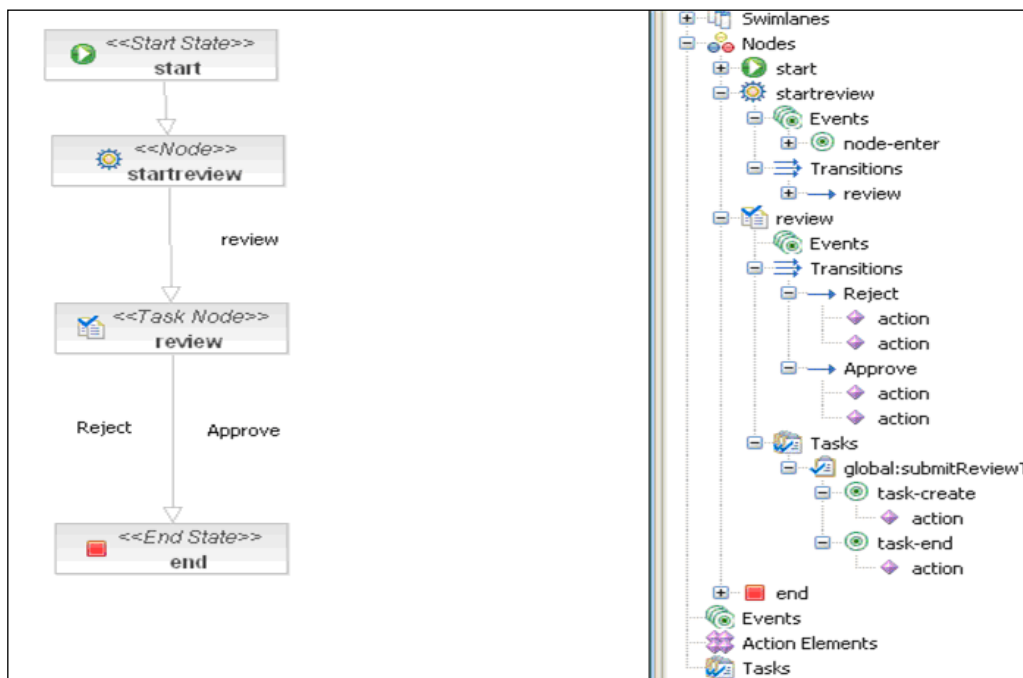 <<Start State>>
start
<<Node>>
startreview
review
<<Task Node>>
review
Reject
Approve
<<End State>>
end
Swimlanes
Nodes
start
startreview
Events
node-enter
Transitions
review
review
Events
Transitions
Reject
action
action
Approve
action
action
Tasks
global:submitReviewT
task-create
action
task-end
action
end
Events
Action Elements
Tasks